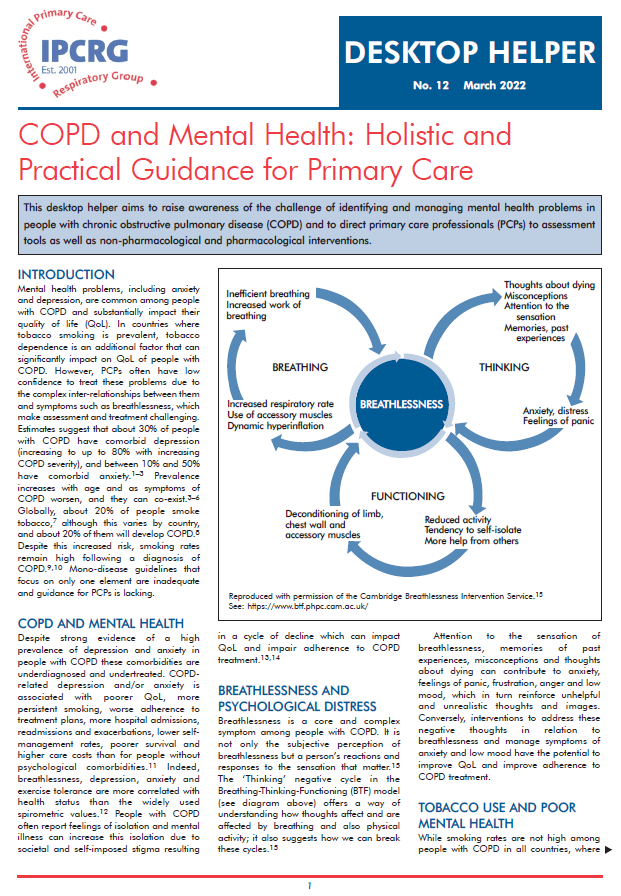 International Primary Care
IPCRG
Est. 2001
Respiratory Group
DESKTOP HELPER
No. 12 March 2022
COPD and Mental Health: Holistic and
Practical Guidance for Primary Care
This desktop helper aims to raise awareness of the challenge of identifying and managing mental health problems in
people with chronic obstructive pulmonary disease (COPD) and to direct primary care professionals (PCPs) to assessment
tools as well as non-pharmacological and pharmacological interventions.
INTRODUCTION
Mental health problems, including anxiety
and depression, are common among people
with COPD and substantially impact their
quality of life (QoL). In countries where
tobacco smoking is prevalent, tobacco
dependence is an additional factor that can
significantly impact on QoL of people with
COPD. However, PCPs often have low
confidence to treat these problems due to
the complex inter-relationships between them
and symptoms such as breathlessness, which
make assessment and treatment challenging.
Estimates suggest that about 30% of people
with COPD have comorbid depression
(increasing to up to 80% with increasing
COPD severity), and between 10% and 50%
have comorbid anxiety.1–3 Prevalence
increases with age and as symptoms of
COPD worsen, and they can co-exist.3–6
Globally, about 20% of people smoke
tobacco,7 although this varies by country,
and about 20% of them will develop COPD.8
Despite this increased risk, smoking rates
remain high following a diagnosis of
COPD.9,10 Mono-disease guidelines that
focus on only one element are inadequate
and guidance for PCPs is lacking.
COPD AND MENTAL HEALTH
Despite strong evidence of a high
prevalence of depression and anxiety in
people with COPD these comorbidities are
underdiagnosed and undertreated. COPD-
related depression and/or anxiety is
associated with poorer QoL, more
persistent smoking, worse adherence to
treatment plans, more hospital admissions,
readmissions and exacerbations, lower self-
management rates, poorer survival and
higher care costs than for people without
psychological comorbidities.11 Indeed,
breathlessness, depression, anxiety and
exercise tolerance are more correlated with
health status than the widely used
spirometric values.12 People with COPD
often report feelings of isolation and mental
illness can increase this isolation due to
societal and self-imposed stigma resulting
Inefficient breathing
Increased work of
breathing
BREATHING
Increased respiratory rate
Use of accessory muscles
Dynamic hyperinflation
BREATHLESSNESS
Thoughts about dying
Misconceptions
Attention to the
sensation
Memories, past
experiences
THINKING
Anxiety, distress
Feelings of panic
FUNCTIONING
Deconditioning of limb,
chest wall and
accessory muscles
Reduced activity
Tendency to self-isolate
More help from others
Reproduced with permission of the Cambridge Breathlessness Intervention Service.15
See: https://www.btf.phpc.cam.ac.uk/
in a cycle of decline which can impact
QoL and impair adherence to COPD
treatment.13,14
BREATHLESSNESS AND
PSYCHOLOGICAL DISTRESS
Breathlessness is a core and complex
symptom among people with COPD. It is
not only the subjective perception of
breathlessness but a person's reactions and
responses to the sensation that matter.15
The 'Thinking' negative cycle in the
Breathing-Thinking-Functioning (BTF) model
(see diagram above) offers a way of
understanding how thoughts affect and are
affected by breathing and also physical
activity; it also suggests how we can break
these cycles.15
Attention to the sensation of
breathlessness, memories of past
experiences, misconceptions and thoughts
about dying can contribute to anxiety,
feelings of panic, frustration, anger and low
mood, which in turn reinforce unhelpful
and unrealistic thoughts and images.
Conversely, interventions to address these
negative thoughts in relation to
breathlessness and manage symptoms of
anxiety and low mood have the potential to
improve QoL and improve adherence to
COPD treatment.
TOBACCO USE AND POOR
MENTAL HEALTH
While smoking rates are not high among
people with COPD in all countries, where ▶
1